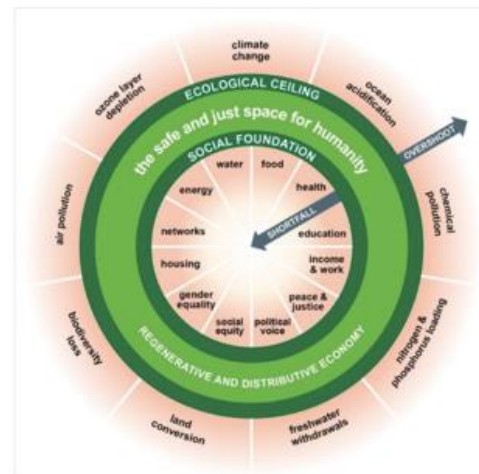 climate
change
ocean
acidification
chemical
pollution
nitrogen &
phosphorus loading
freshwater
withdrawals
land
conversion
biodiversity
loss
air pollution
ozone layer
depletion
ECOLOGICAL CEILING
the safe and just space for humanity
SOCIAL FOUNDATION
OVERSHOOT
SHORTFALL
water
food
health
education
income
& work
peace &
justice
political
voice
social
equity
gender
equality
housing
networks
energy
REGENERATIVE AND DISTRIBUTIVE ECONOMY